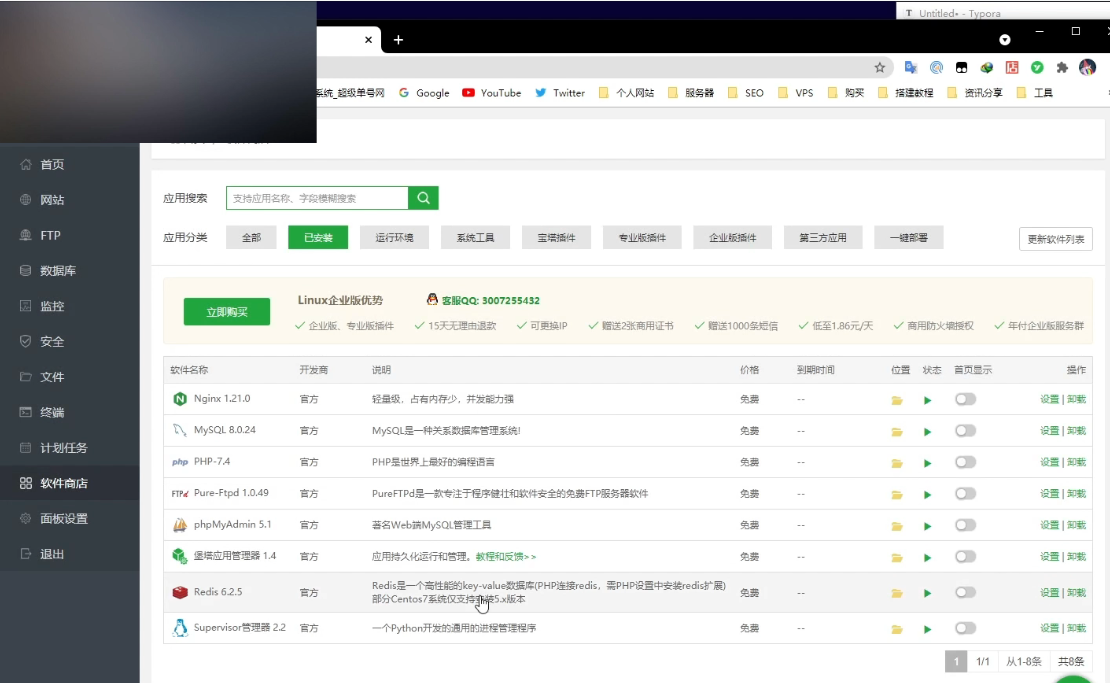 Untitled• - Typora
系统_超级单号网 Google YouTube Twitter 个人网站 服务器 SEO VPS 购买 搭建教程 资讯分享 工具
首页
网站
FTP
数据库
监控
安全
文件
终端
计划任务
软件商店
面板设置
退出
应用搜索 支持应用名称、字段模糊搜索
应用分类 全部 已安装 运行环境 系统工具 宝塔插件 专业版插件 企业版插件 第三方应用 一键部署 更新软件列表
立即购买 Linux企业版优势 客服QQ: 3007255432
企业版、专业版插件 15天无理由退款 可更换IP 赠送2张商用证书 赠送1000条短信 低至1.86元/天 商用防火墙授权 年付企业版服务群
软件名称 开发商 说明 价格 到期时间 位置 状态 首页显示 操作
Nginx 1.21.0 官方 轻量级，占有内存少，并发能力强 免费 -- 设置 | 卸载
MySQL 8.0.24 官方 MySQL是一种关系数据库管理系统! 免费 -- 设置 | 卸载
php PHP-7.4 官方 PHP是世界上最好的编程语言 免费 -- 设置 | 卸载
FTPd Pure-Ftpd 1.0.49 官方 PureFTPd是一款专注于程序健壮和软件安全的免费FTP服务器软件 免费 -- 设置 | 卸载
phpMyAdmin 5.1 官方 著名Web端MySQL管理工具 免费 -- 设置 | 卸载
堡塔应用管理器 1.4 官方 应用持久化运行和管理。教程和反馈>> 免费 -- 设置 | 卸载
Redis 6.2.5 官方 Redis是一个高性能的key-value数据库(PHP连接redis，需PHP设置中安装redis扩展) 免费 -- 设置 | 卸载
部分Centos7系统仅支持安装5.x版本
Supervisor管理器 2.2 官方 一个Python开发的通用的进程管理程序 免费 -- 设置 | 卸载
1 1/1 从1-8条 共8条